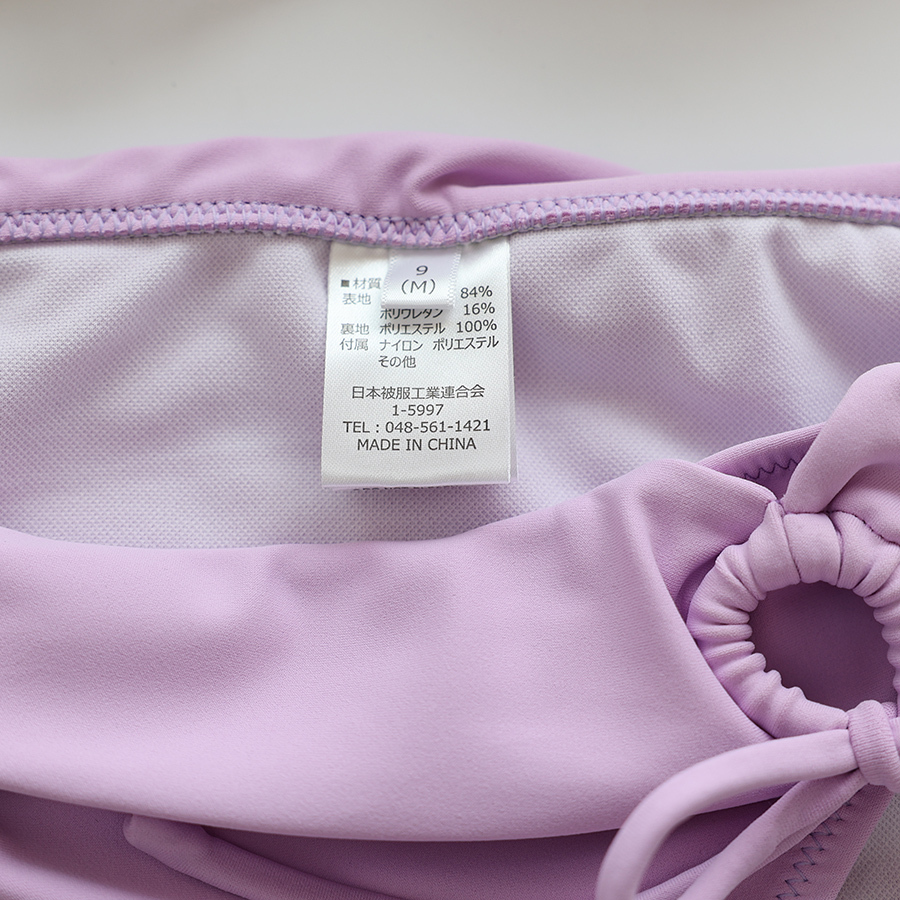 9
(M)
■材質
表地 84%
ポリウレタン 16%
裏地 ポリエステル 100%
付属 ナイロン ポリエステル
その他
日本被服工業連合会
1-5997
TEL : 048-561-1421
MADE IN CHINA